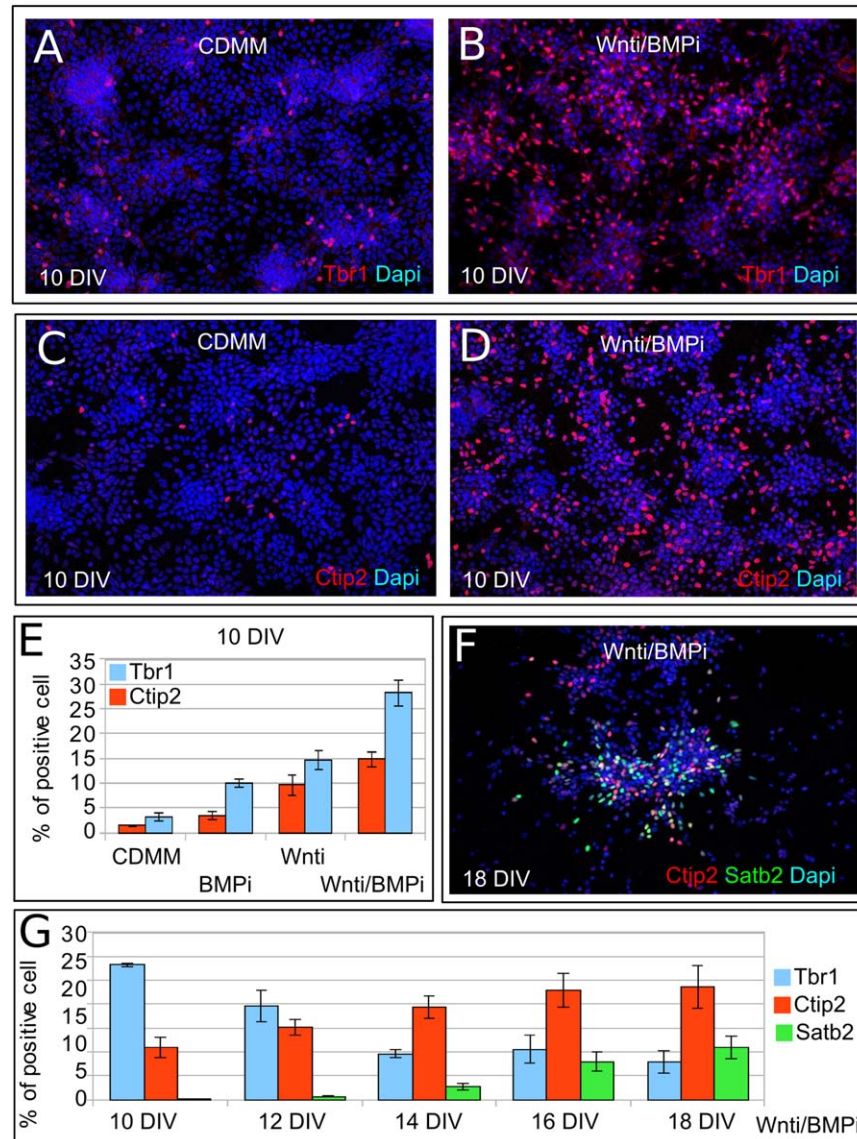 A
CDMM
10 DIV
Tbr1 Dapi
B
Wnti/BMPi
10 DIV
Tbr1 Dapi
C
CDMM
10 DIV
Ctip2 Dapi
D
Wnti/BMPi
10 DIV
Ctip2 Dapi
E
10 DIV
% of positive cell
35
30
25
20
15
10
5
0
Tbr1
Ctip2
CDMM
BMPi
Wnti
Wnti/BMPi
F
Wnti/BMPi
18 DIV
Ctip2 Satb2 Dapi
G
% of positive cell
30
25
20
15
10
5
0
10 DIV
12 DIV
14 DIV
16 DIV
18 DIV
Wnti/BMPi
Tbr1
Ctip2
Satb2